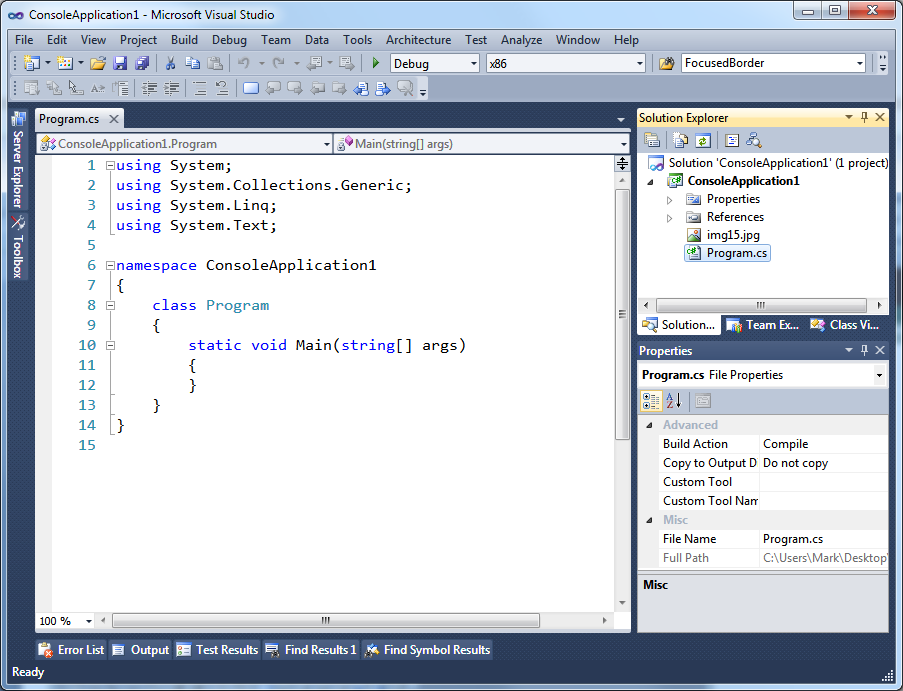 ConsoleApplication1 - Microsoft Visual Studio
File Edit View Project Build Debug Team Data Tools Architecture Test Analyze Window Help
Debug x86 FocusedBorder
Server Explorer
Toolbox
Program.cs
ConsoleApplication1.Program Main(string[] args)
1 using System;
2 using System.Collections.Generic;
3 using System.Linq;
4 using System.Text;
5
6 namespace ConsoleApplication1
7 {
8 class Program
9 {
10 static void Main(string[] args)
11 {
12 }
13 }
14 }
15
100 %
Solution Explorer
Solution 'ConsoleApplication1' (1 project)
ConsoleApplication1
Properties
References
img15.jpg
Program.cs
Solution... Team Ex... Class Vi...
Properties
Program.cs File Properties
Advanced
Build Action Compile
Copy to Output D Do not copy
Custom Tool
Custom Tool Nam
Misc
File Name Program.cs
Full Path C:\Users\Mark\Desktop\
Misc
Error List Output Test Results Find Results 1 Find Symbol Results
Ready